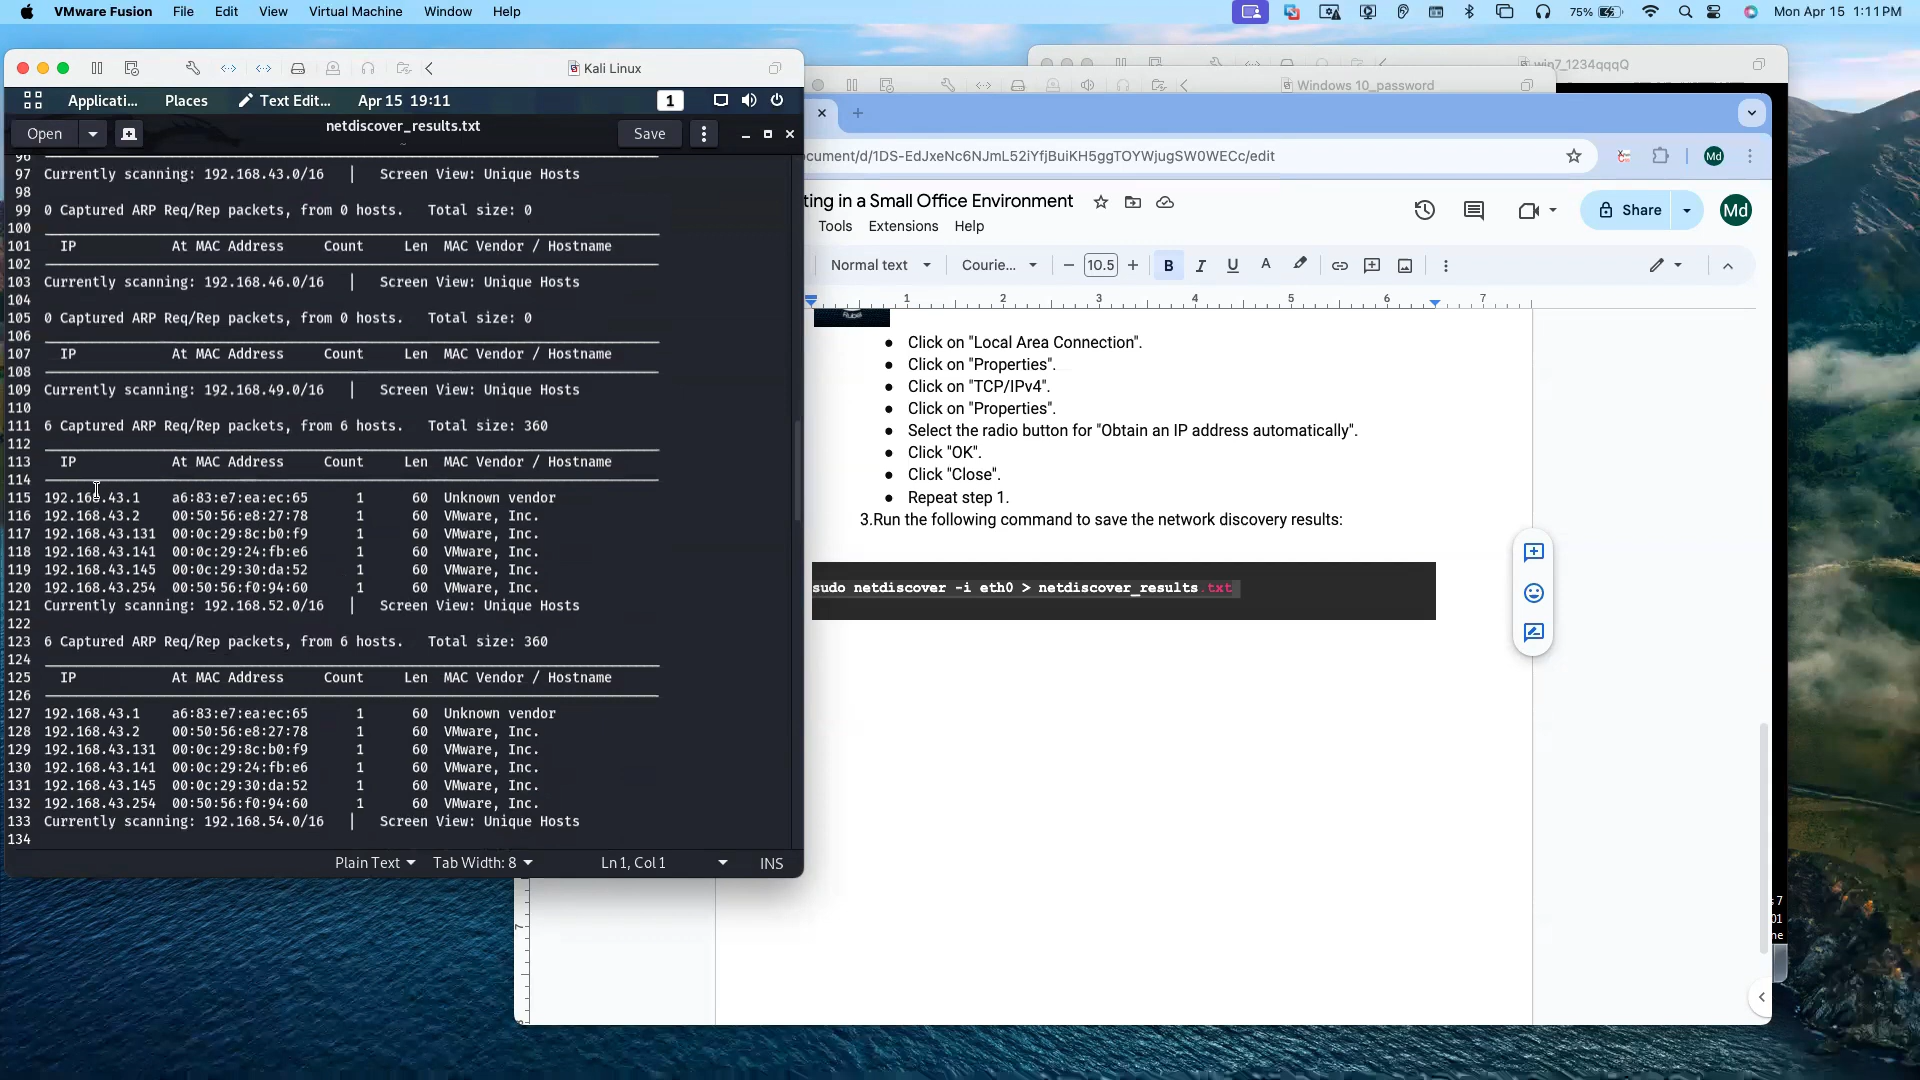 VMware Fusion File Edit View Virtual Machine Window Help
75% Mon Apr 15 1:11 PM
Kali Linux
win7_1234qqqQ
Windows 10_password
Applicati... Places Text Edit... Apr 15 19:11 1
Open netdiscover_results.txt Save
~
96
97 Currently scanning: 192.168.43.0/16 | Screen View: Unique Hosts
98
99 0 Captured ARP Req/Rep packets, from 0 hosts. Total size: 0
100
101 IP At MAC Address Count Len MAC Vendor / Hostname
102
103 Currently scanning: 192.168.46.0/16 | Screen View: Unique Hosts
104
105 0 Captured ARP Req/Rep packets, from 0 hosts. Total size: 0
106
107 IP At MAC Address Count Len MAC Vendor / Hostname
108
109 Currently scanning: 192.168.49.0/16 | Screen View: Unique Hosts
110
111 6 Captured ARP Req/Rep packets, from 6 hosts. Total size: 360
112
113 IP At MAC Address Count Len MAC Vendor / Hostname
114
115 192.168.43.1 a6:83:e7:ea:ec:65 1 60 Unknown vendor
116 192.168.43.2 00:50:56:e8:27:78 1 60 VMware, Inc.
117 192.168.43.131 00:0c:29:8c:b0:f9 1 60 VMware, Inc.
118 192.168.43.141 00:0c:29:24:fb:e6 1 60 VMware, Inc.
119 192.168.43.145 00:0c:29:30:da:52 1 60 VMware, Inc.
120 192.168.43.254 00:50:56:f0:94:60 1 60 VMware, Inc.
121 Currently scanning: 192.168.52.0/16 | Screen View: Unique Hosts
122
123 6 Captured ARP Req/Rep packets, from 6 hosts. Total size: 360
124
125 IP At MAC Address Count Len MAC Vendor / Hostname
126
127 192.168.43.1 a6:83:e7:ea:ec:65 1 60 Unknown vendor
128 192.168.43.2 00:50:56:e8:27:78 1 60 VMware, Inc.
129 192.168.43.131 00:0c:29:8c:b0:f9 1 60 VMware, Inc.
130 192.168.43.141 00:0c:29:24:fb:e6 1 60 VMware, Inc.
131 192.168.43.145 00:0c:29:30:da:52 1 60 VMware, Inc.
132 192.168.43.254 00:50:56:f0:94:60 1 60 VMware, Inc.
133 Currently scanning: 192.168.54.0/16 | Screen View: Unique Hosts
134
Plain Text Tab Width: 8 Ln 1, Col 1 INS
cument/d/1DS-EdJxeNc6NJmL52iYfjBuiKH5ggTOYWjugSW0WECc/edit Md
ting in a Small Office Environment Share Md
Tools Extensions Help
Normal text Courie... 10.5 B I U A
1 2 3 4 5 6 7
● Click on "Local Area Connection".
● Click on "Properties".
● Click on "TCP/IPv4".
● Click on "Properties".
● Select the radio button for "Obtain an IP address automatically".
● Click "OK".
● Click "Close".
● Repeat step 1.
3.Run the following command to save the network discovery results:
sudo netdiscover -i eth0 > netdiscover_results.txt
s 7
01
ne
7